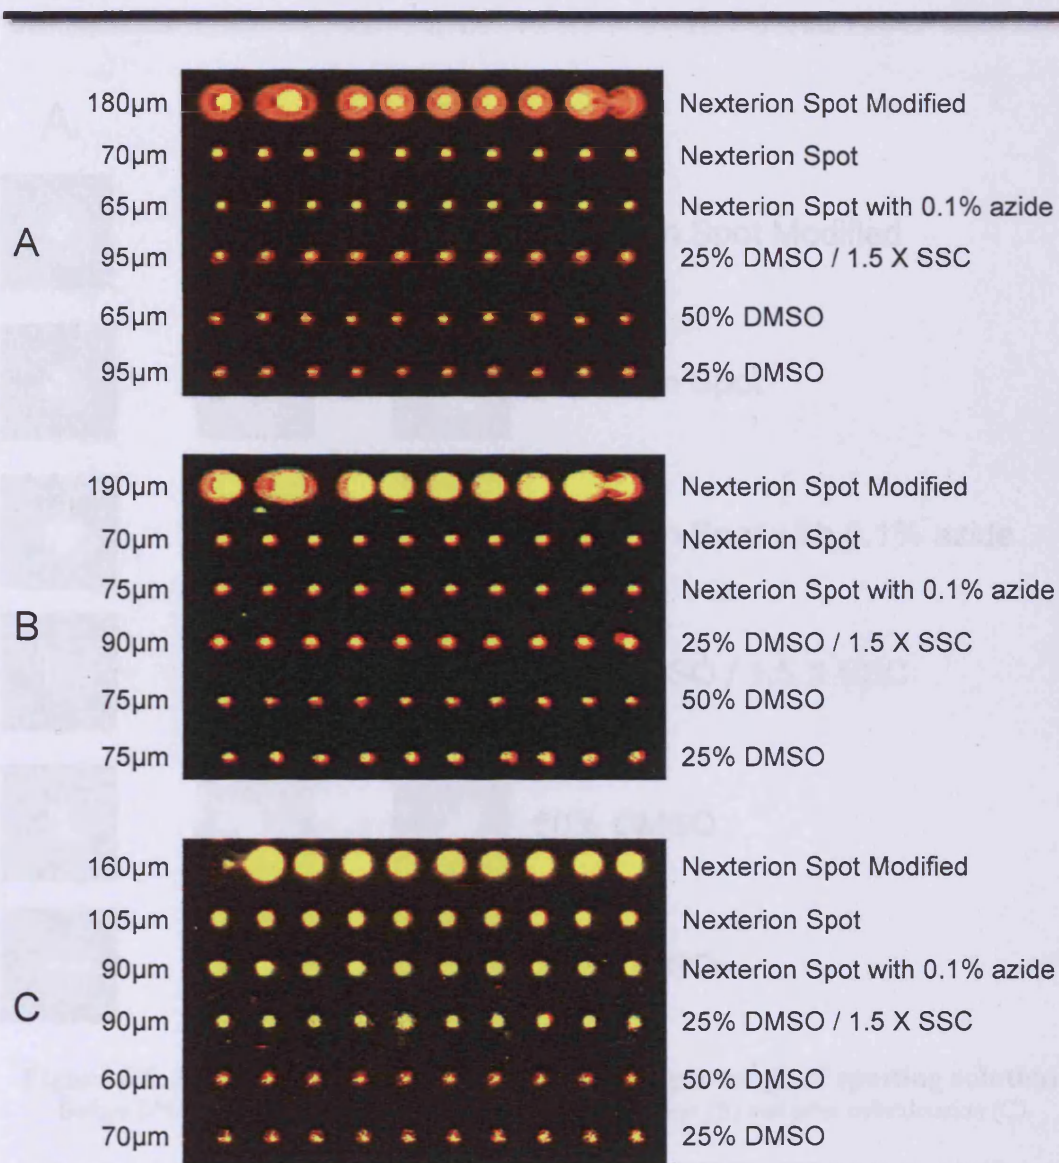 180µm Nexterion Spot Modified
70µm Nexterion Spot
65µm Nexterion Spot with 0.1% azide
A
95µm 25% DMSO / 1.5 X SSC
65µm 50% DMSO
95µm 25% DMSO
190µm Nexterion Spot Modified
70µm Nexterion Spot
75µm Nexterion Spot with 0.1% azide
B
90µm 25% DMSO / 1.5 X SSC
75µm 50% DMSO
75µm 25% DMSO
160µm Nexterion Spot Modified
105µm Nexterion Spot
90µm Nexterion Spot with 0.1% azide
C
90µm 25% DMSO / 1.5 X SSC
60µm 50% DMSO
70µm 25% DMSO